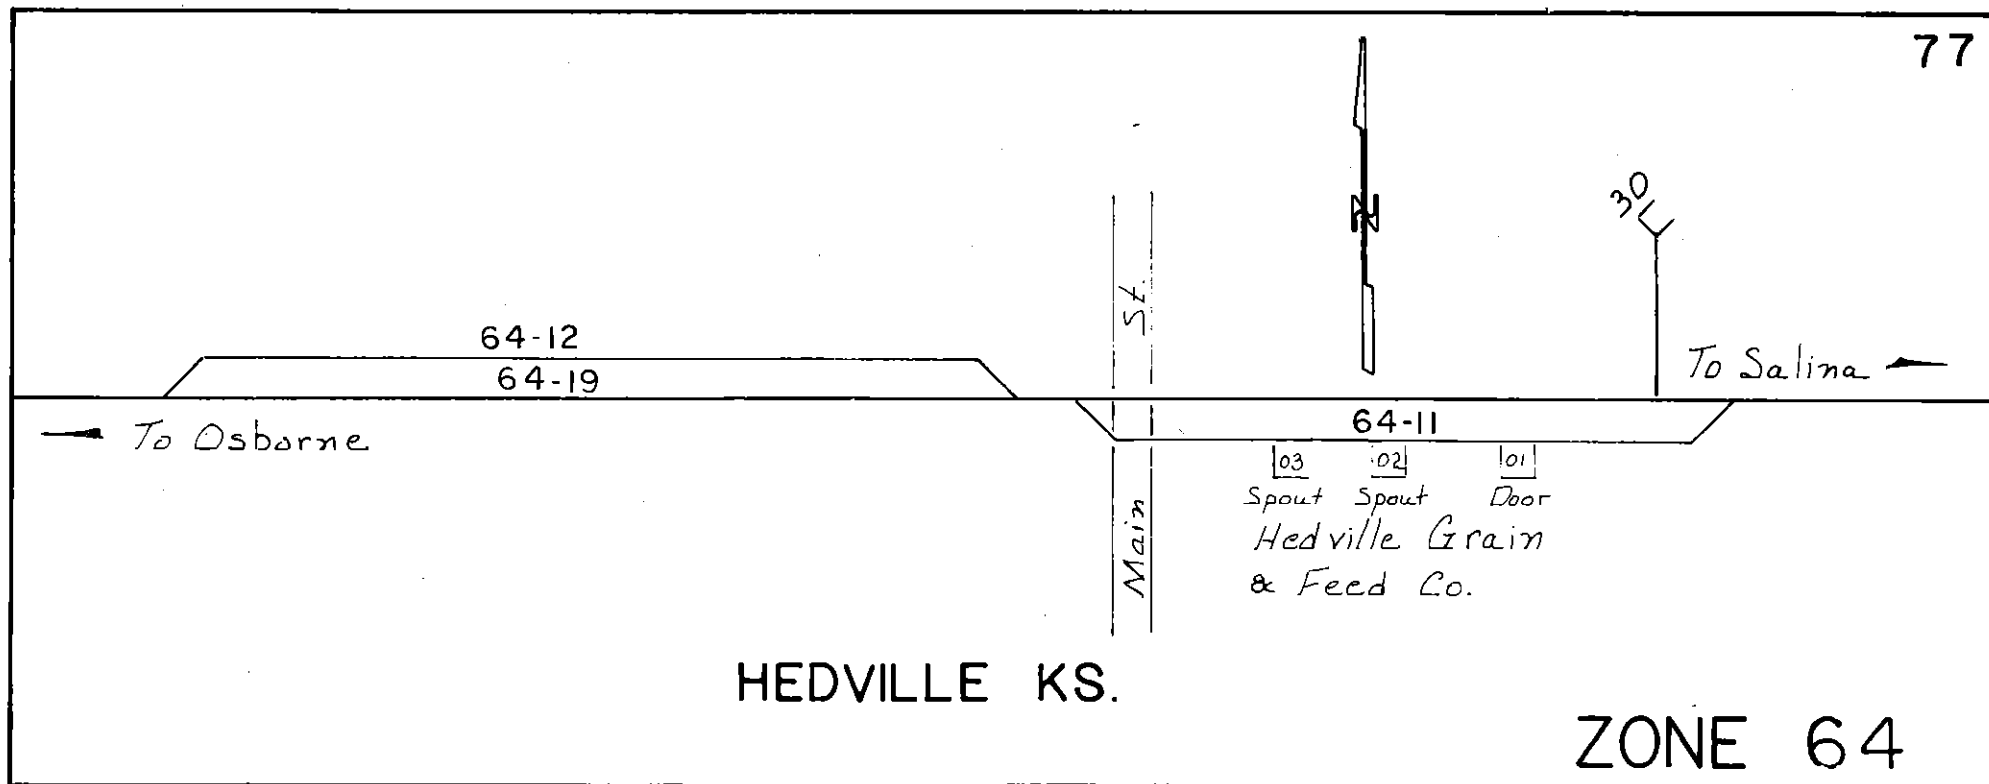 77
N
30
St.
64-12
64-19
To Salina
To Osborne
64-11
03 02 01
Spout Spout Door
Main
Hedville Grain
& Feed Co.
HEDVILLE KS.
ZONE 64